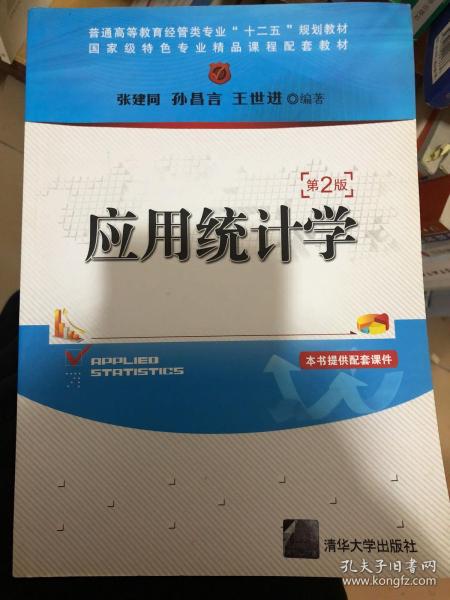 普通高等教育经管类专业“十二五”规划教材
国家级特色专业精品课程配套教材
张建同 孙昌言 王世进◎编著
第2版
应用统计学
APPLIED
STATISTICS
本书提供配套课件
清华大学出版社
孔夫子旧书网
www.kongfz.com